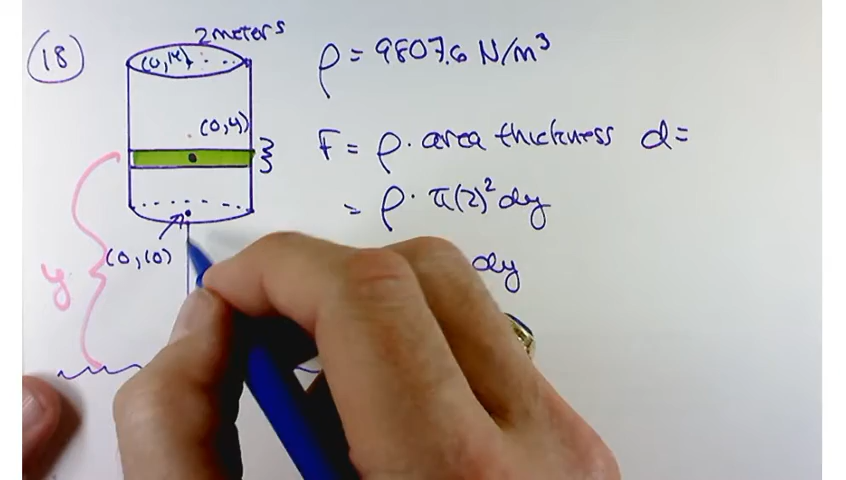 18
2 meters
(0,14)
(0,4)
(0,10)
y
ρ = 9807.6 N/m³
F = ρ · area thickness d =
= ρ · π(2)² dy
dy